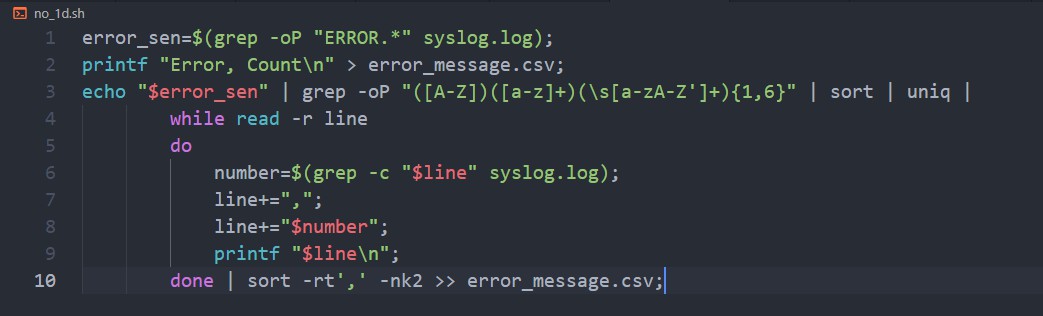 no_1d.sh
1 error_sen=$(grep -oP "ERROR.*" syslog.log);
2 printf "Error, Count\n" > error_message.csv;
3 echo "$error_sen" | grep -oP "([A-Z])([a-z]+)(\s[a-zA-Z']+){1,6}" | sort | uniq |
4 while read -r line
5 do
6 number=$(grep -c "$line" syslog.log);
7 line+=",";
8 line+="$number";
9 printf "$line\n";
10 done | sort -rt',' -nk2 >> error_message.csv;